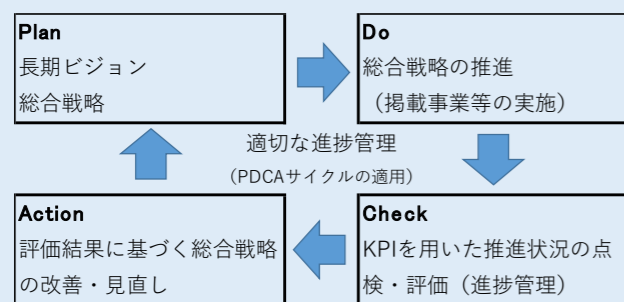 Plan
長期ビジョン
総合戦略
Do
総合戦略の推進
（掲載事業等の実施）
適切な進捗管理
（PDCAサイクルの適用）
Action
評価結果に基づく総合戦略
の改善・見直し
Check
KPIを用いた推進状況の点
検・評価（進捗管理）